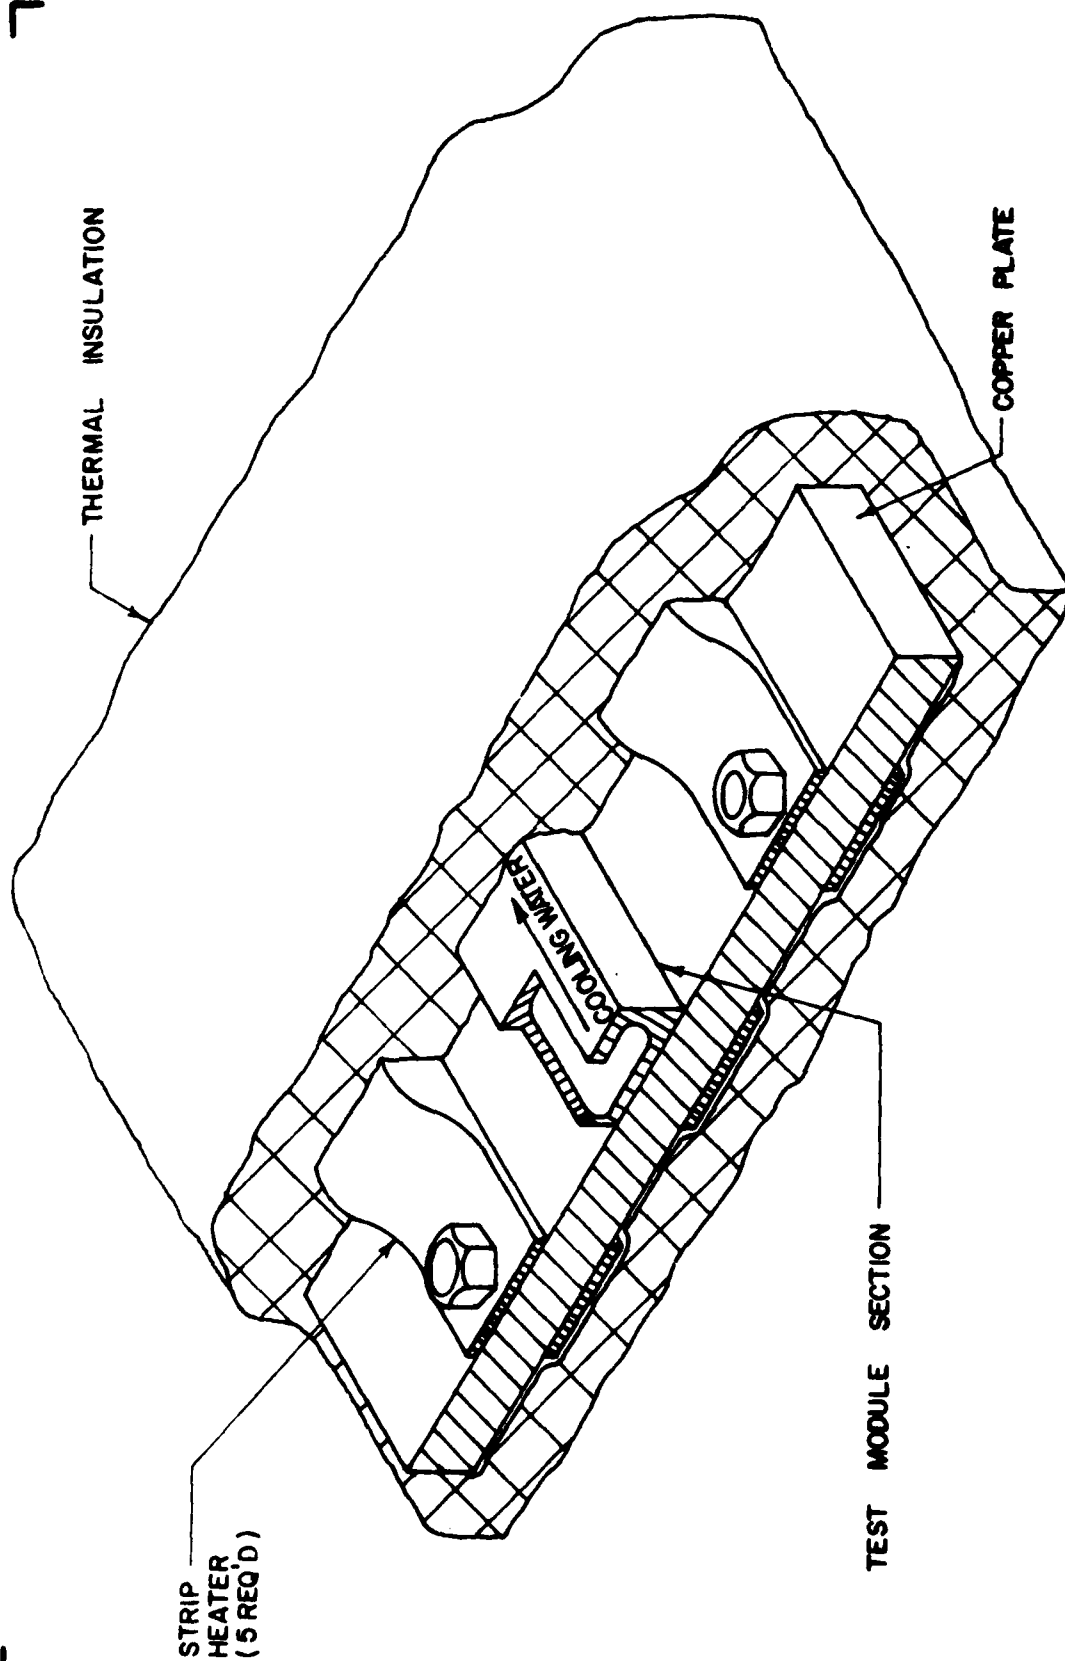 THERMAL INSULATION
STRIP
HEATER
(5 REQ'D)
COOLING WATER
COPPER PLATE
TEST MODULE SECTION